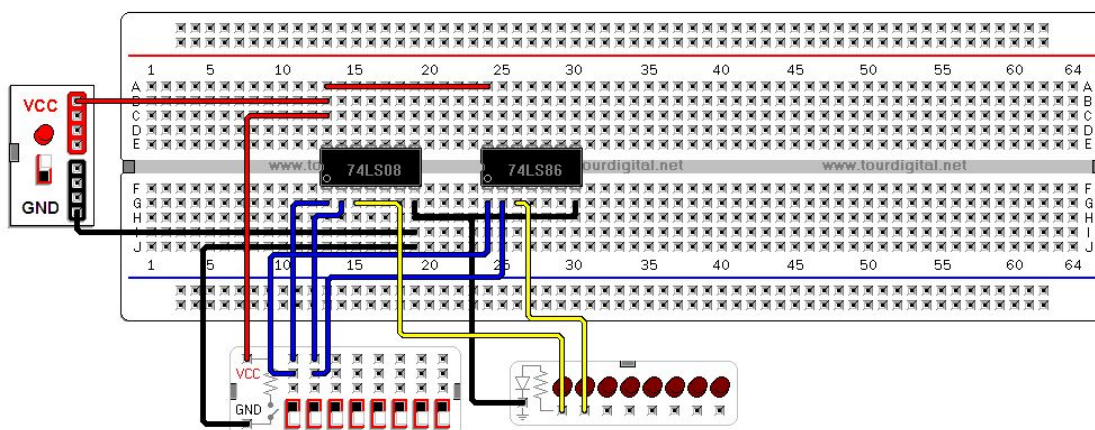 1 5 10 15 20 25 30 35 40 45 50 55 60 64
A A
B B
C C
D D
E E
VCC
www.to 74LS08 74LS86 tourdigital.net www.tourdigital.net
F F
G G
H H
I I
J J
GND
1 5 10 15 20 25 30 35 40 45 50 55 60 64
VCC
GND